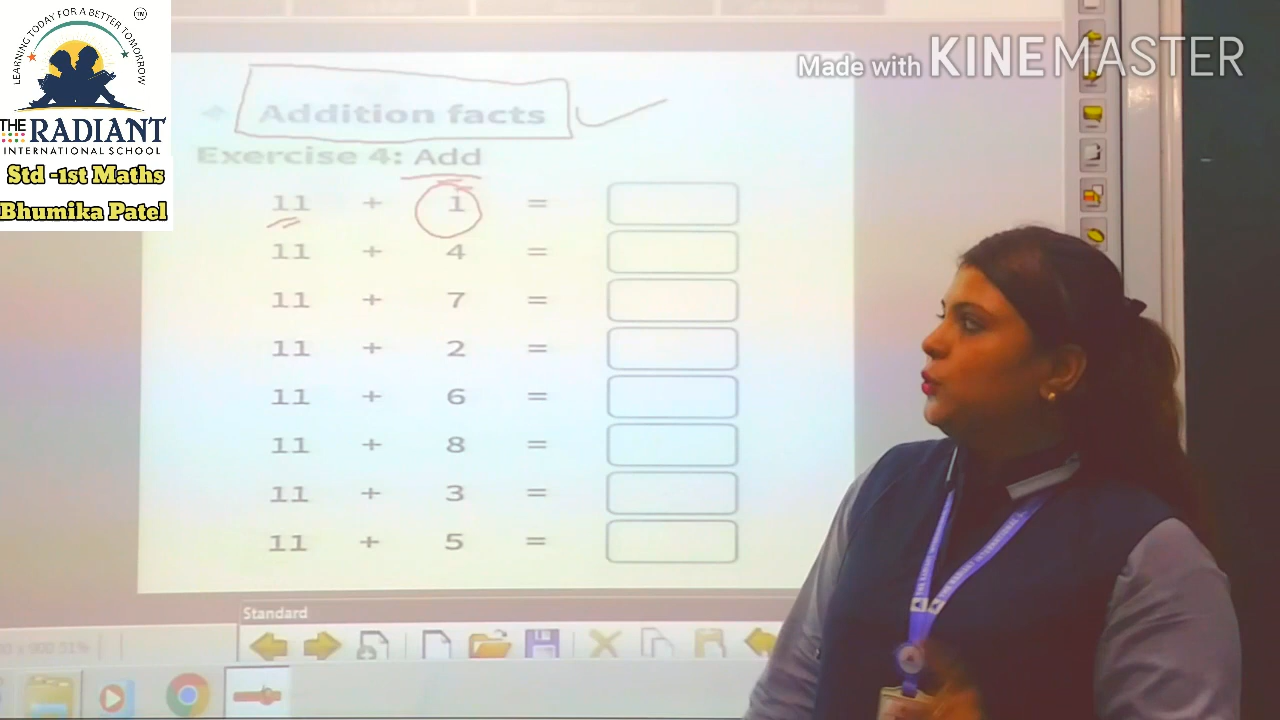 LEARNING TODAY FOR A BETTER TOMORROW
TM
THE RADIANT
INTERNATIONAL SCHOOL
Std -1st Maths
Bhumika Patel
Made with KINEMASTER
Addition facts
Exercise 4: Add
11 + 1 =
11 + 4 =
11 + 7 =
11 + 2 =
11 + 6 =
11 + 8 =
11 + 3 =
11 + 5 =
Standard